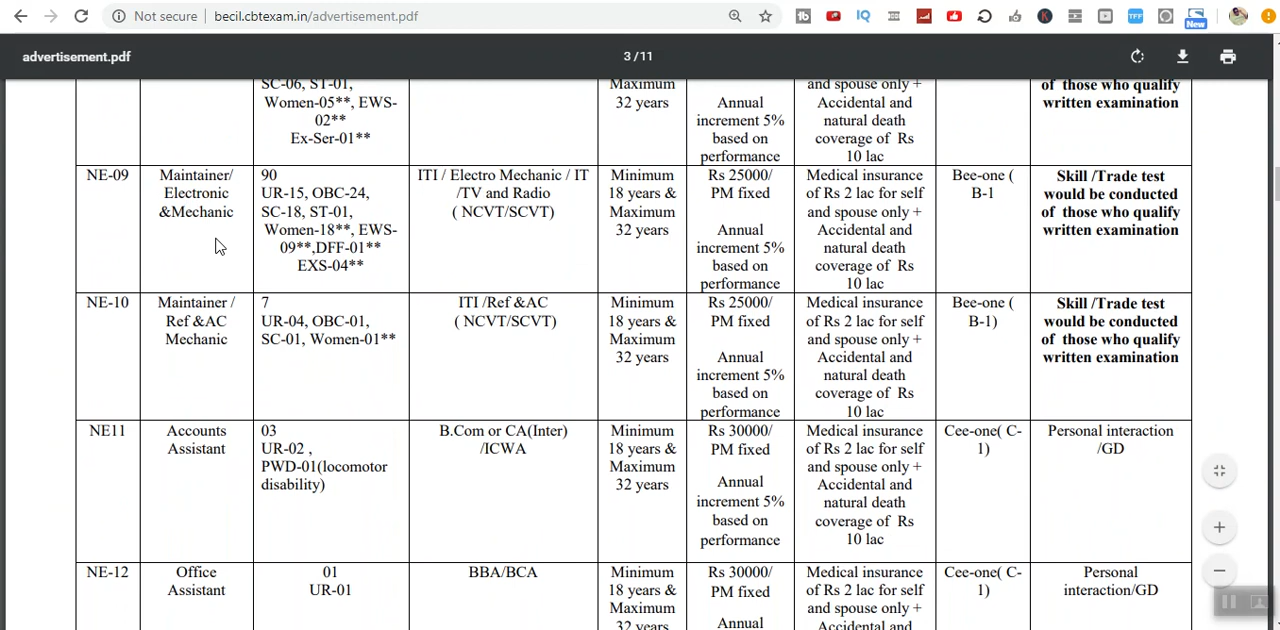 Not secure | becil.cbtexam.in/advertisement.pdf
New
advertisement.pdf
3 / 11
SC-06, ST-01,
Women-05**, EWS-
02**
Ex-Ser-01**
Maximum
32 years
Annual
increment 5%
based on
performance
and spouse only +
Accidental and
natural death
coverage of Rs
10 lac
of those who qualify
written examination
NE-09
Maintainer/
Electronic
&Mechanic
90
UR-15, OBC-24,
SC-18, ST-01,
Women-18**, EWS-
09**,DFF-01**
EXS-04**
ITI / Electro Mechanic / IT
/TV and Radio
( NCVT/SCVT)
Minimum
18 years &
Maximum
32 years
Rs 25000/
PM fixed
Annual
increment 5%
based on
performance
Medical insurance
of Rs 2 lac for self
and spouse only +
Accidental and
natural death
coverage of Rs
10 lac
Bee-one (
B-1
Skill /Trade test
would be conducted
of those who qualify
written examination
NE-10
Maintainer /
Ref &AC
Mechanic
7
UR-04, OBC-01,
SC-01, Women-01**
ITI /Ref &AC
( NCVT/SCVT)
Minimum
18 years &
Maximum
32 years
Rs 25000/
PM fixed
Annual
increment 5%
based on
performance
Medical insurance
of Rs 2 lac for self
and spouse only +
Accidental and
natural death
coverage of Rs
10 lac
Bee-one (
B-1)
Skill /Trade test
would be conducted
of those who qualify
written examination
NE11
Accounts
Assistant
03
UR-02 ,
PWD-01(locomotor
disability)
B.Com or CA(Inter)
/ICWA
Minimum
18 years &
Maximum
32 years
Rs 30000/
PM fixed
Annual
increment 5%
based on
performance
Medical insurance
of Rs 2 lac for self
and spouse only +
Accidental and
natural death
coverage of Rs
10 lac
Cee-one( C-
1)
Personal interaction
/GD
NE-12
Office
Assistant
01
UR-01
BBA/BCA
Minimum
18 years &
Maximum
32 years
Rs 30000/
PM fixed
Annual
Medical insurance
of Rs 2 lac for self
and spouse only +
Accidental and
Cee-one( C-
1)
Personal
interaction/GD